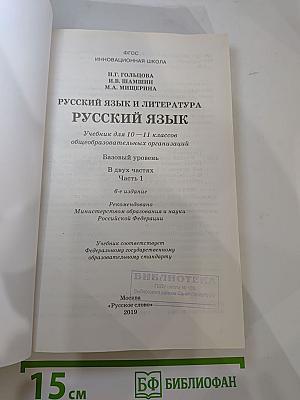 ФГОС
ИННОВАЦИОННАЯ ШКОЛА
Н.Г. ГОЛЬЦОВА
И.В. ШАМШИН
М.А. МИЩЕРИНА
РУССКИЙ ЯЗЫК И ЛИТЕРАТУРА
РУССКИЙ ЯЗЫК
Учебник для 10—11 классов
общеобразовательных организаций
Базовый уровень
В двух частях
Часть 1
6-е издание
Рекомендовано
Министерством образования и науки
Российской Федерации
Учебник соответствует
Федеральному государственному
образовательному стандарту
БИБЛИОТЕКА
Москва
«Русское слово»
2019
15 см
БФ БИБЛИОФАН